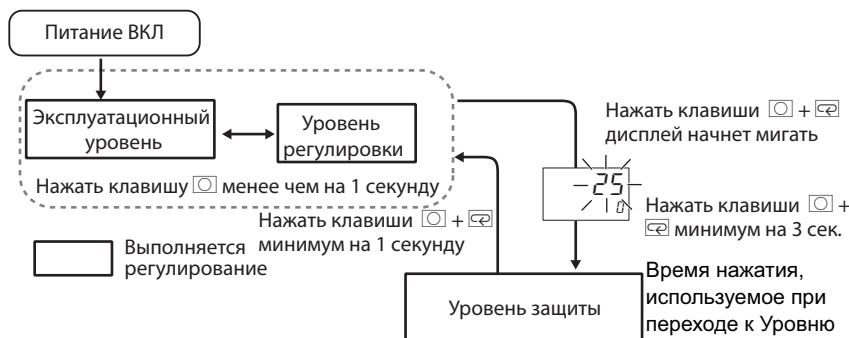 Питание ВКЛ
Эксплуатационный
уровень
Уровень
регулировки
Нажать клавишу менее чем на 1 секунду
Нажать клавиши +
дисплей начнет мигать
25
0
Нажать клавиши +
минимум на 3 сек.
Нажать клавиши +
минимум на 1 секунду
Выполняется
регулирование
Уровень защиты
Время нажатия,
используемое при
переходе к Уровню